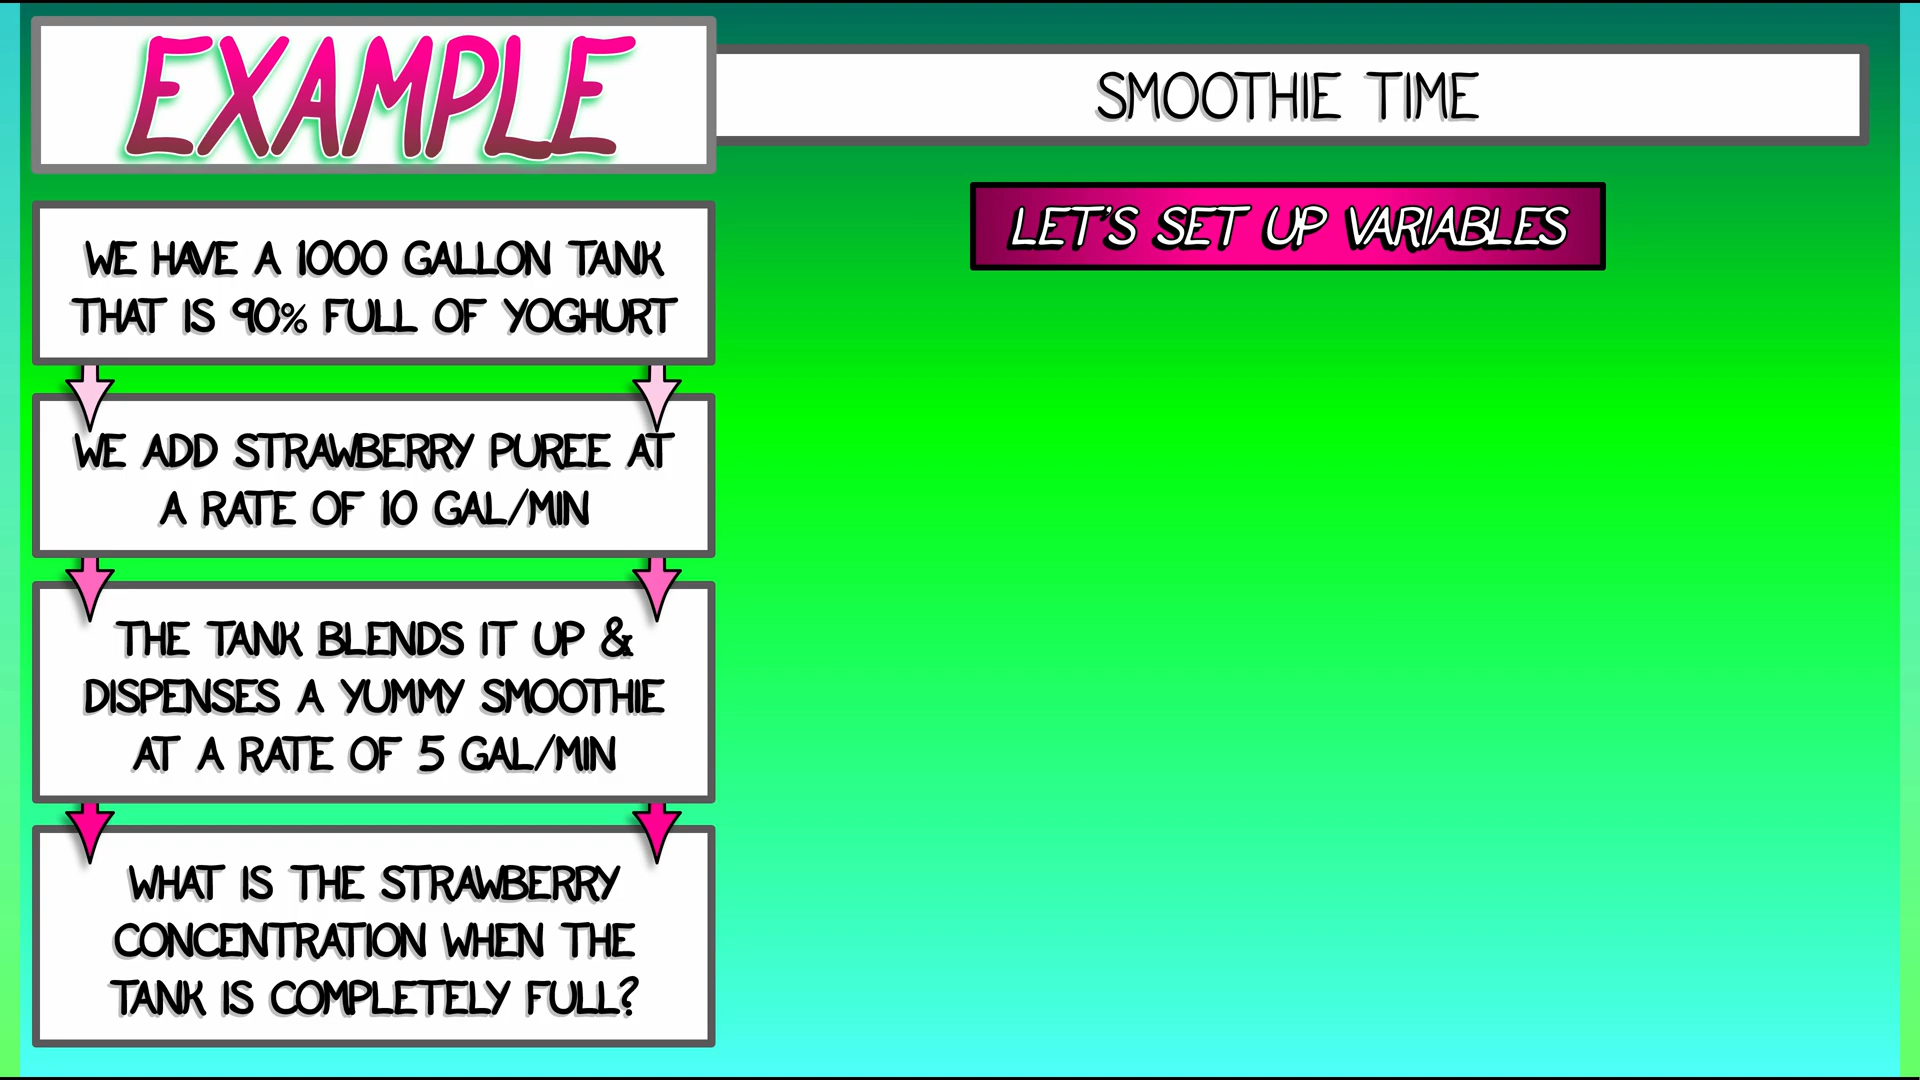 EXAMPLE
SMOOTHIE TIME
LET'S SET UP VARIABLES
WE HAVE A 1000 GALLON TANK
THAT IS 90% FULL OF YOGHURT
WE ADD STRAWBERRY PUREE AT
A RATE OF 10 GAL/MIN
THE TANK BLENDS IT UP &
DISPENSES A YUMMY SMOOTHIE
AT A RATE OF 5 GAL/MIN
WHAT IS THE STRAWBERRY
CONCENTRATION WHEN THE
TANK IS COMPLETELY FULL?